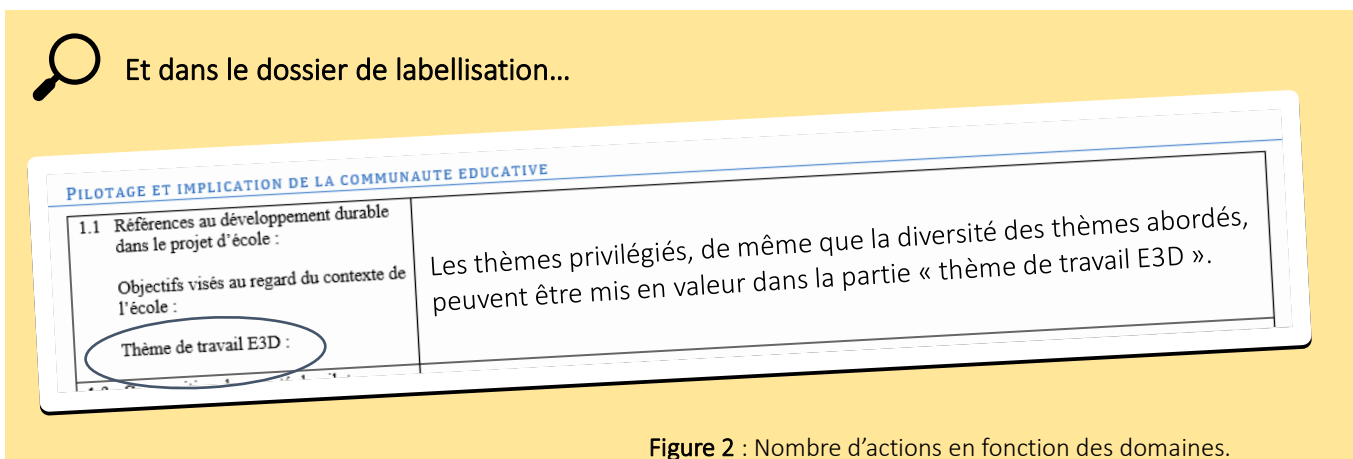 Et dans le dossier de labellisation…
PILOTAGE ET IMPLICATION DE LA COMMUNAUTE EDUCATIVE
1.1 Références au développement durable
dans le projet d’école :
Objectifs visés au regard du contexte de
l’école :
Thème de travail E3D :
Les thèmes privilégiés, de même que la diversité des thèmes abordés,
peuvent être mis en valeur dans la partie « thème de travail E3D ».
Figure 2 : Nombre d’actions en fonction des domaines.